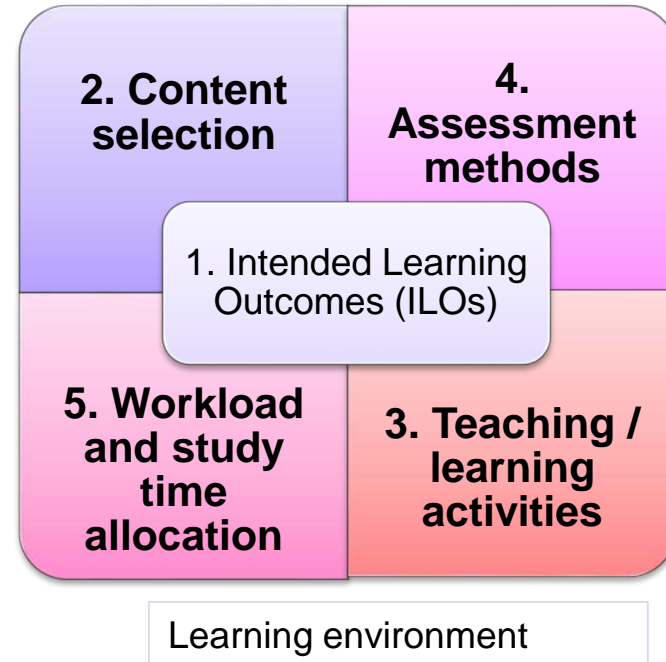 2. Content
selection
4.
Assessment
methods
1. Intended Learning
Outcomes (ILOs)
5. Workload
and study
time
allocation
3. Teaching /
learning
activities
Learning environment